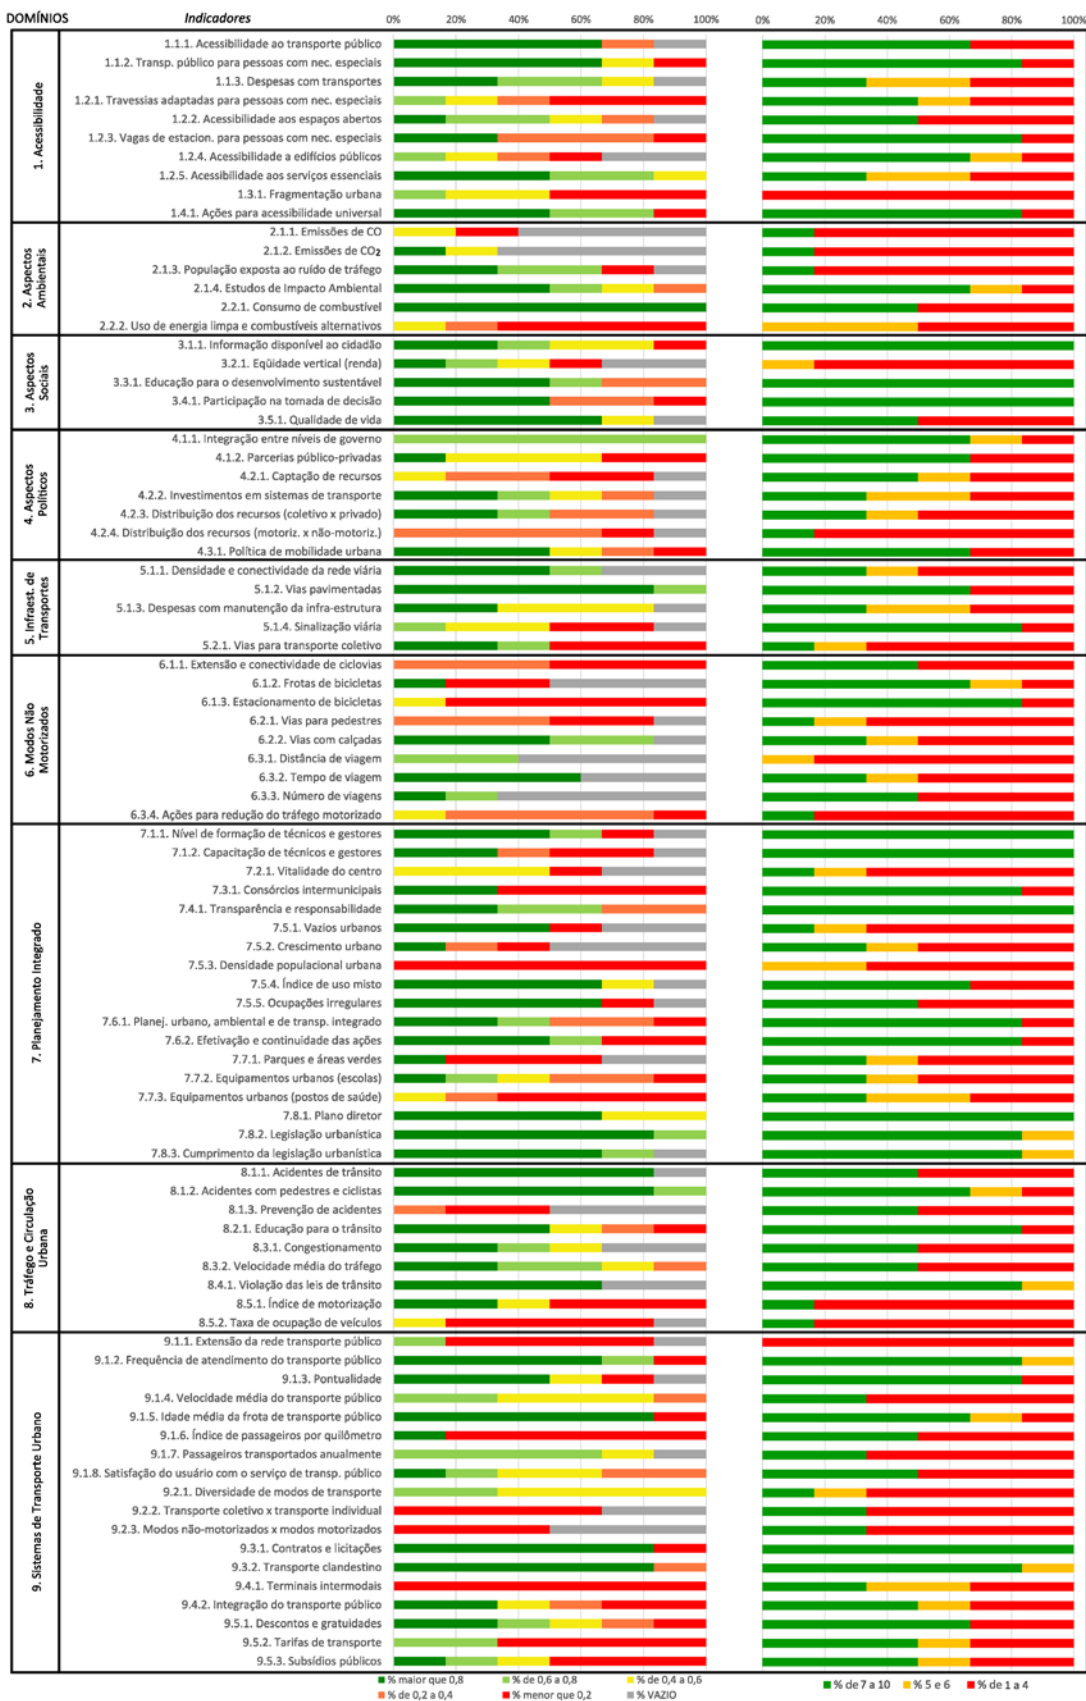 DOMÍNIOS Indicadores 0% 20% 40% 60% 80% 100% 0% 20% 40% 60% 80% 100%
1. Acessibilidade
1.1.1. Acessibilidade ao transporte público
1.1.2. Transp. público para pessoas com nec. especiais
1.1.3. Despesas com transportes
1.2.1. Travessias adaptadas para pessoas com nec. especiais
1.2.2. Acessibilidade aos espaços abertos
1.2.3. Vagas de estacion. para pessoas com nec. especiais
1.2.4. Acessibilidade a edifícios públicos
1.2.5. Acessibilidade aos serviços essenciais
1.3.1. Fragmentação urbana
1.4.1. Ações para acessibilidade universal
2. Aspectos
Ambientais
2.1.1. Emissões de CO
2.1.2. Emissões de CO₂
2.1.3. População exposta ao ruído de tráfego
2.1.4. Estudos de Impacto Ambiental
2.2.1. Consumo de combustível
2.2.2. Uso de energia limpa e combustíveis alternativos
3. Aspectos
Sociais
3.1.1. Informação disponível ao cidadão
3.2.1. Eqüidade vertical (renda)
3.3.1. Educação para o desenvolvimento sustentável
3.4.1. Participação na tomada de decisão
3.5.1. Qualidade de vida
4. Aspectos
Políticos
4.1.1. Integração entre níveis de governo
4.1.2. Parcerias público-privadas
4.2.1. Captação de recursos
4.2.2. Investimentos em sistemas de transporte
4.2.3. Distribuição dos recursos (coletivo x privado)
4.2.4. Distribuição dos recursos (motoriz. x não-motoriz.)
4.3.1. Política de mobilidade urbana
5. Infraest. de
Transportes
5.1.1. Densidade e conectividade da rede viária
5.1.2. Vias pavimentadas
5.1.3. Despesas com manutenção da infra-estrutura
5.1.4. Sinalização viária
5.2.1. Vias para transporte coletivo
6. Modos Não
Motorizados
6.1.1. Extensão e conectividade de ciclovias
6.1.2. Frotas de bicicletas
6.1.3. Estacionamento de bicicletas
6.2.1. Vias para pedestres
6.2.2. Vias com calçadas
6.3.1. Distância de viagem
6.3.2. Tempo de viagem
6.3.3. Número de viagens
6.3.4. Ações para redução do tráfego motorizado
7. Planejamento Integrado
7.1.1. Nível de formação de técnicos e gestores
7.1.2. Capacitação de técnicos e gestores
7.2.1. Vitalidade do centro
7.3.1. Consórcios intermunicipais
7.4.1. Transparência e responsabilidade
7.5.1. Vazios urbanos
7.5.2. Crescimento urbano
7.5.3. Densidade populacional urbana
7.5.4. Índice de uso misto
7.5.5. Ocupações irregulares
7.6.1. Planej. urbano, ambiental e de transp. integrado
7.6.2. Efetivação e continuidade das ações
7.7.1. Parques e áreas verdes
7.7.2. Equipamentos urbanos (escolas)
7.7.3. Equipamentos urbanos (postos de saúde)
7.8.1. Plano diretor
7.8.2. Legislação urbanística
7.8.3. Cumprimento da legislação urbanística
8. Tráfego e Circulação
Urbana
8.1.1. Acidentes de trânsito
8.1.2. Acidentes com pedestres e ciclistas
8.1.3. Prevenção de acidentes
8.2.1. Educação para o trânsito
8.3.1. Congestionamento
8.3.2. Velocidade média do tráfego
8.4.1. Violação das leis de trânsito
8.5.1. Índice de motorização
8.5.2. Taxa de ocupação de veículos
9. Sistemas de Transporte Urbano
9.1.1. Extensão da rede transporte público
9.1.2. Frequência de atendimento do transporte público
9.1.3. Pontualidade
9.1.4. Velocidade média do transporte público
9.1.5. Idade média da frota de transporte público
9.1.6. Índice de passageiros por quilômetro
9.1.7. Passageiros transportados anualmente
9.1.8. Satisfação do usuário com o serviço de transp. público
9.2.1. Diversidade de modos de transporte
9.2.2. Transporte coletivo x transporte individual
9.2.3. Modos não-motorizados x modos motorizados
9.3.1. Contratos e licitações
9.3.2. Transporte clandestino
9.4.1. Terminais intermodais
9.4.2. Integração do transporte público
9.5.1. Descontos e gratuidades
9.5.2. Tarifas de transporte
9.5.3. Subsídios públicos
% maior que 0,8 % de 0,6 a 0,8 % de 0,4 a 0,6
% de 0,2 a 0,4 % menor que 0,2 % VAZIO
% de 7 a 10 % 5 e 6 % de 1 a 4